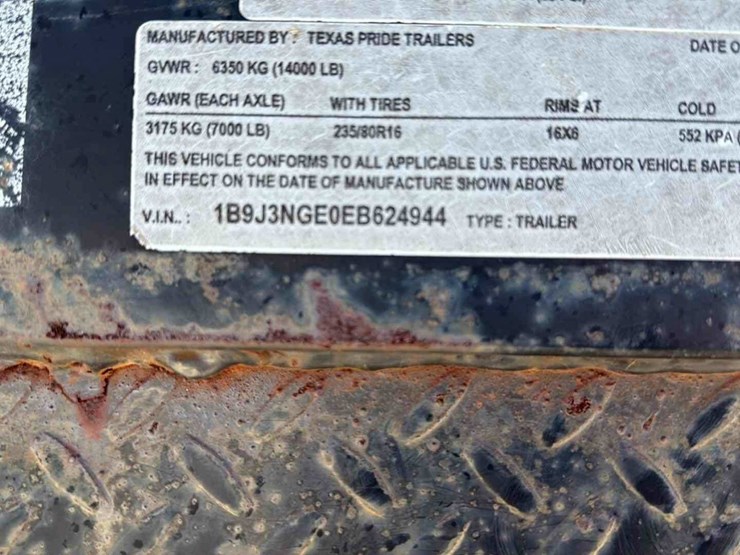 MANUFACTURED BY: TEXAS PRIDE TRAILERS DATE O
GVWR: 6350 KG (14000 LB)
GAWR (EACH AXLE) WITH TIRES RIMS AT COLD
3175 KG (7000 LB) 235/80R16 16X6 552 KPA (
THIS VEHICLE CONFORMS TO ALL APPLICABLE U.S. FEDERAL MOTOR VEHICLE SAFET
IN EFFECT ON THE DATE OF MANUFACTURE SHOWN ABOVE
V.I.N..: 1B9J3NGE0EB624944 TYPE: TRAILER